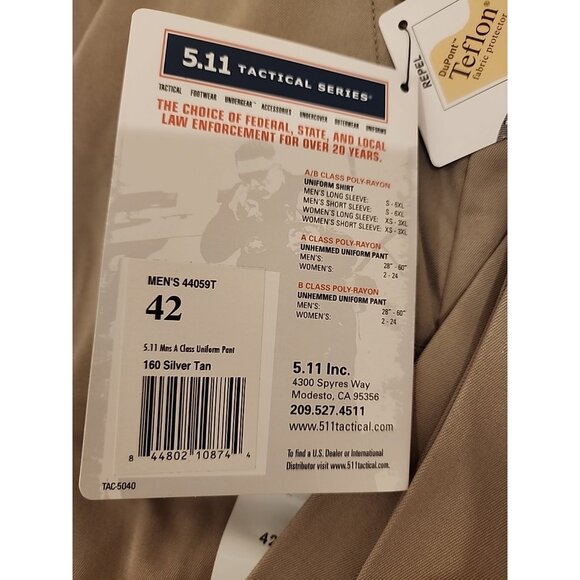 5.11 TACTICAL SERIES®
TACTICAL FOOTWEAR UNDERGEAR™ ACCESSORIES UNDERCOVER OUTERWEAR UNIFORMS
THE CHOICE OF FEDERAL, STATE, AND LOCAL
LAW ENFORCEMENT FOR OVER 20 YEARS.
A/B CLASS POLY-RAYON
UNIFORM SHIRT
MEN'S LONG SLEEVE: S - 6XL
MEN'S SHORT SLEEVE: S - 6XL
WOMEN'S LONG SLEEVE: XS - 3XL
WOMEN'S SHORT SLEEVE: XS - 3XL
A CLASS POLY-RAYON
UNHEMMED UNIFORM PANT
MEN'S: 28" - 60"
WOMEN'S: 2 - 24
B CLASS POLY-RAYON
UNHEMMED UNIFORM PANT
MEN'S: 28" - 60"
WOMEN'S: 2 - 24
MEN'S 44059T
42
5.11 Mns A Class Uniform Pant
160 Silver Tan
8 44802 10874 4
TAC-5040
5.11 Inc.
4300 Spyres Way
Modesto, CA 95356
209.527.4511
www.511tactical.com
To find a U.S. Dealer or International
Distributor visit www.511tactical.com.
REPEL
DuPont™
Teflon®
fabric protector
42